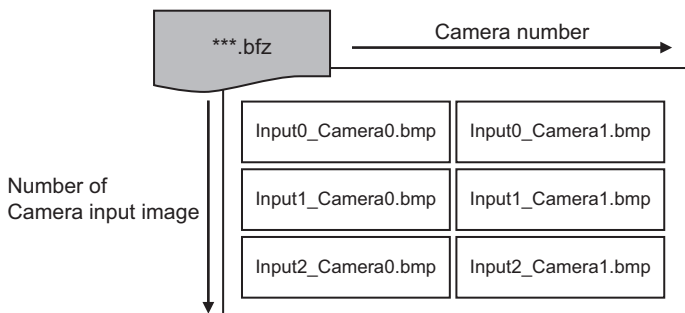 ***.bfz
Camera number
Input0_Camera0.bmp
Input0_Camera1.bmp
Number of
Camera input image
Input1_Camera0.bmp
Input1_Camera1.bmp
Input2_Camera0.bmp
Input2_Camera1.bmp